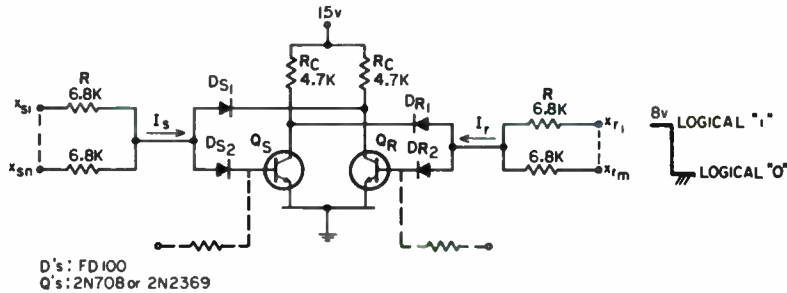 15v
RC
4.7K
RC
4.7K
R
6.8K
xs1
Is
DS1
DS2
QS
6.8K
xsn
DR1
DR2
QR
Ir
R
6.8K
xr1
6.8K
xrm
8v
LOGICAL "1"
LOGICAL "0"
D's: FD100
Q's: 2N708 or 2N2369